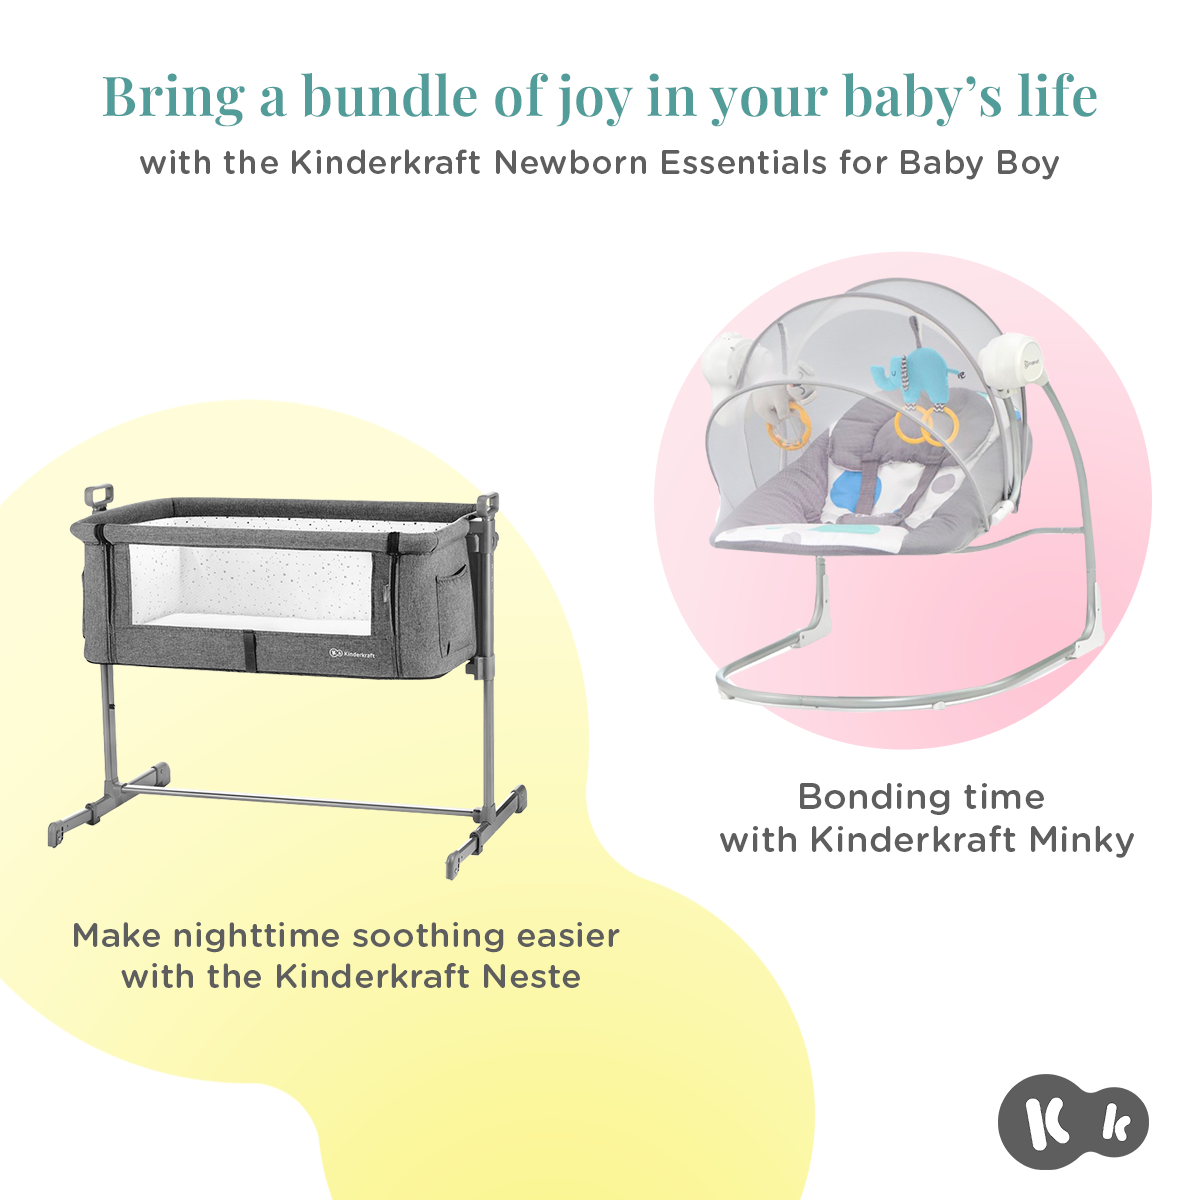 Bring a bundle of joy in your baby’s life
with the Kinderkraft Newborn Essentials for Baby Boy
Kinderkraft
Bonding time
with Kinderkraft Minky
Make nighttime soothing easier
with the Kinderkraft Neste
K k